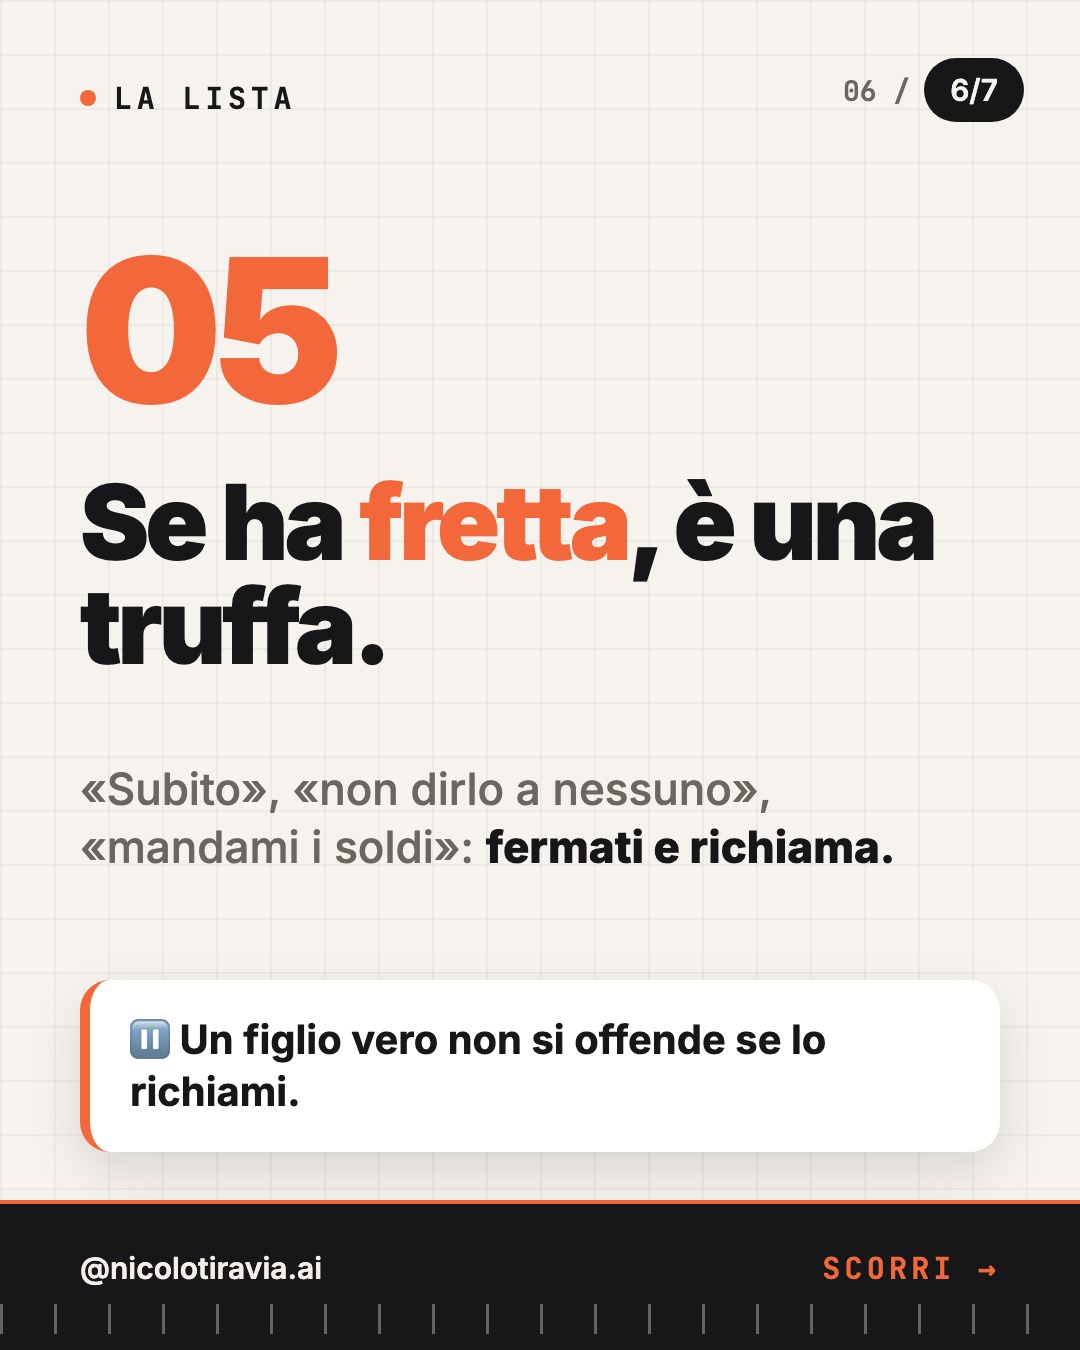 LA LISTA
06 / 6/7
05
Se ha fretta, è una
truffa.
«Subito», «non dirlo a nessuno»,
«mandami i soldi»: fermati e richiama.
⏸️ Un figlio vero non si offende se lo
richiami.
@nicolotiravia.ai
SCORRI →